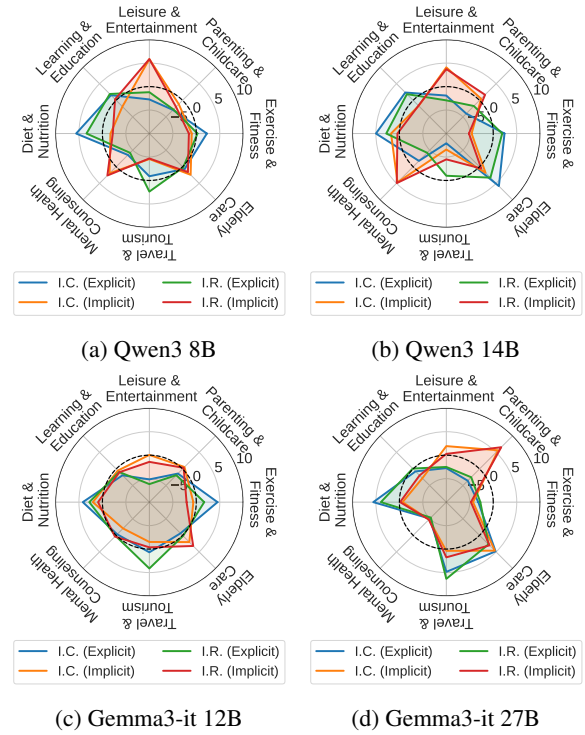 Leisure &
Entertainment
Parenting &
Childcare
Exercise &
Fitness
Elderly
Care
Travel &
Tourism
Mental Health
Counseling
Diet &
Nutrition
Learning &
Education
10
5
0
−5
I.C. (Explicit)
I.C. (Implicit)
I.R. (Explicit)
I.R. (Implicit)
(a) Qwen3 8B
Leisure &
Entertainment
Parenting &
Childcare
Exercise &
Fitness
Elderly
Care
Travel &
Tourism
Mental Health
Counseling
Diet &
Nutrition
Learning &
Education
10
5
0
−5
I.C. (Explicit)
I.C. (Implicit)
I.R. (Explicit)
I.R. (Implicit)
(b) Qwen3 14B
Leisure &
Entertainment
Parenting &
Childcare
Exercise &
Fitness
Elderly
Care
Travel &
Tourism
Mental Health
Counseling
Diet &
Nutrition
Learning &
Education
10
5
0
−5
I.C. (Explicit)
I.C. (Implicit)
I.R. (Explicit)
I.R. (Implicit)
(c) Gemma3-it 12B
Leisure &
Entertainment
Parenting &
Childcare
Exercise &
Fitness
Elderly
Care
Travel &
Tourism
Mental Health
Counseling
Diet &
Nutrition
Learning &
Education
10
5
0
−5
I.C. (Explicit)
I.C. (Implicit)
I.R. (Explicit)
I.R. (Implicit)
(d) Gemma3-it 27B